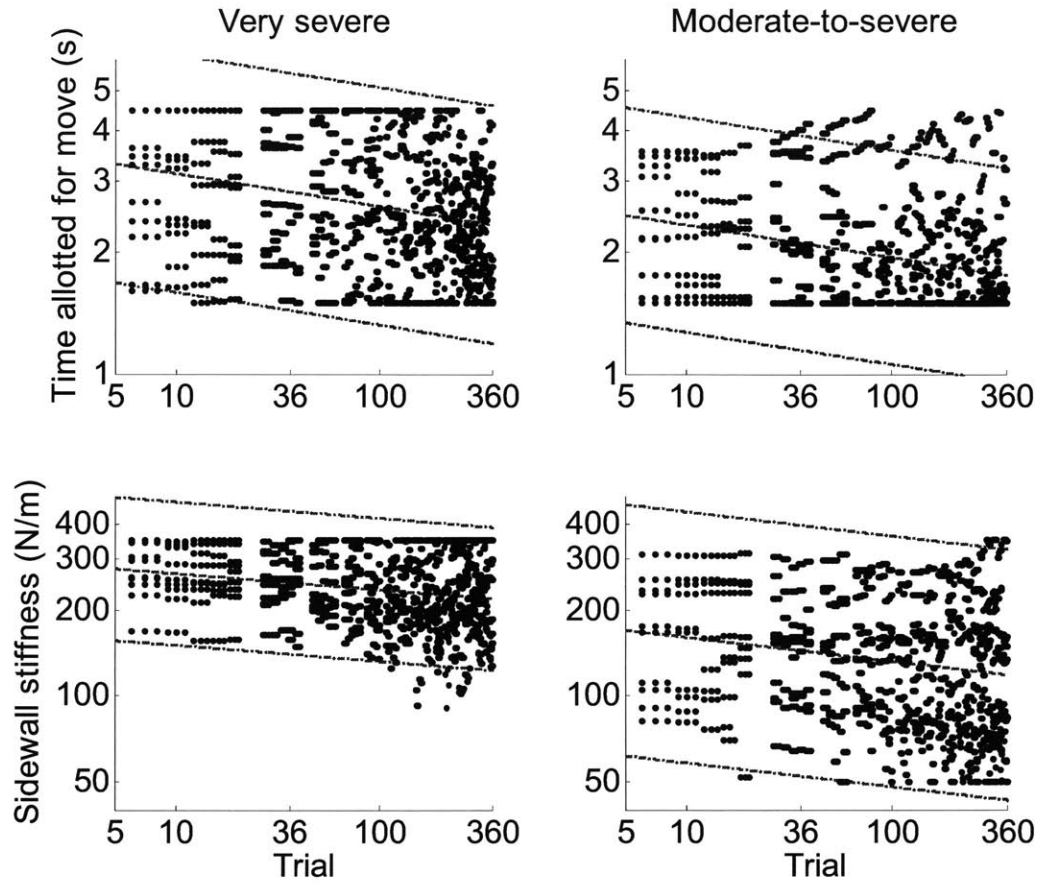 Very severe
Moderate-to-severe
Time allotted for move (s)
5
4
3
2
1
5 10 36 100 360
5
4
3
2
1
5 10 36 100 360
Sidewall stiffness (N/m)
400
300
200
100
50
5 10 36 100 360
Trial
400
300
200
100
50
5 10 36 100 360
Trial